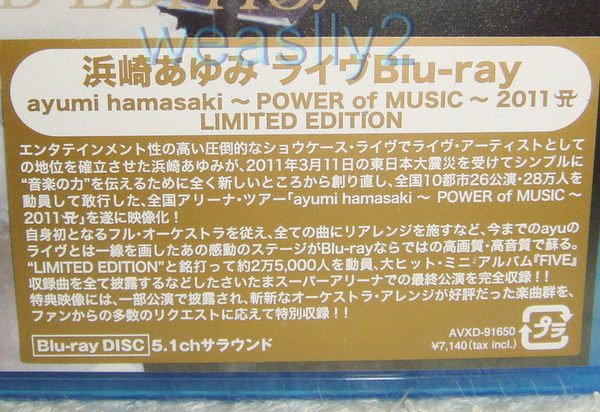 D EDITION
weaslly2
浜崎あゆみ ライヴBlu-ray
ayumi hamasaki ～ POWER of MUSIC ～ 2011
LIMITED EDITION
エンタテインメント性の高い圧倒的なショウケース・ライヴでライヴ・アーティストとして
の地位を確立させた浜崎あゆみが、2011年3月11日の東日本大震災を受けてシンプルに
“音楽の力”を伝えるために全く新しいところから創り直し、全国10都市26公演・28万人を
動員して敢行した、全国アリーナ・ツアー「ayumi hamasaki ～ POWER of MUSIC ～
2011」を遂に映像化！
自身初となるフル・オーケストラを従え、全ての曲にリアレンジを施すなど、今までのayuの
ライヴとは一線を画したあの感動のステージがBlu-rayならではの高画質・高音質で蘇る。
“LIMITED EDITION”と銘打って約2万5,000人を動員、大ヒット・ミニ・アルバム『FIVE』
収録曲を全て披露するなどしたさいたまスーパーアリーナでの最終公演を完全収録！！
特典映像には、一部公演で披露され、斬新なオーケストラ・アレンジが好評だった楽曲群を、
ファンからの多数のリクエストに応えて特別収録！！
Blu-ray DISC 5.1chサラウンド
AVXD-91650
¥7,140(tax incl.)
プラ